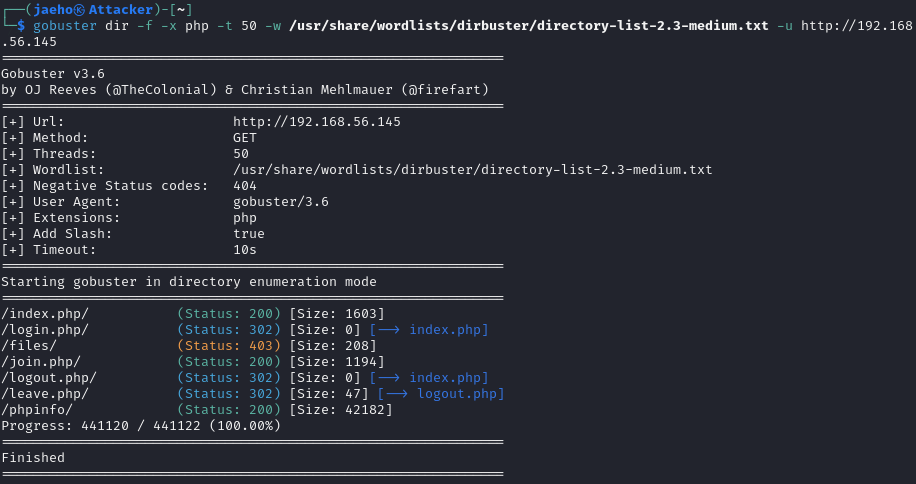 ┌──(jaeho㉿Attacker)-[~]
└─$ gobuster dir -f -x php -t 50 -w /usr/share/wordlists/dirbuster/directory-list-2.3-medium.txt -u http://192.168
.56.145
===============================================================
Gobuster v3.6
by OJ Reeves (@TheColonial) & Christian Mehlmauer (@firefart)
===============================================================
[+] Url:                     http://192.168.56.145
[+] Method:                  GET
[+] Threads:                 50
[+] Wordlist:                /usr/share/wordlists/dirbuster/directory-list-2.3-medium.txt
[+] Negative Status codes:   404
[+] User Agent:              gobuster/3.6
[+] Extensions:              php
[+] Add Slash:               true
[+] Timeout:                 10s
===============================================================
Starting gobuster in directory enumeration mode
===============================================================
/index.php/           (Status: 200) [Size: 1603]
/login.php/           (Status: 302) [Size: 0] [--> index.php]
/files/               (Status: 403) [Size: 208]
/join.php/            (Status: 200) [Size: 1194]
/logout.php/          (Status: 302) [Size: 0] [--> index.php]
/leave.php/           (Status: 302) [Size: 47] [--> logout.php]
/phpinfo/             (Status: 200) [Size: 42182]
Progress: 441120 / 441122 (100.00%)
===============================================================
Finished
===============================================================